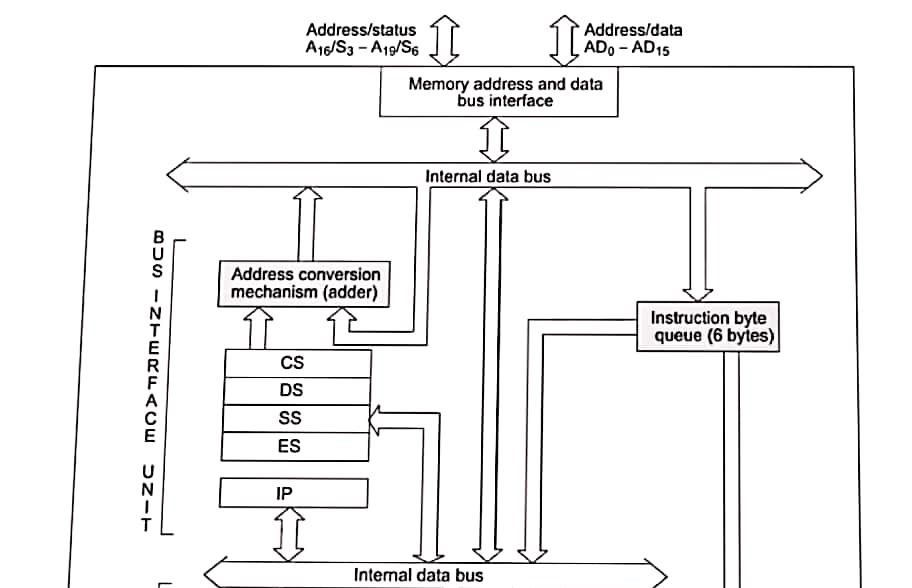 Address/status
A16/S3 – A19/S6
Address/data
AD0 – AD15
Memory address and data
bus interface
Internal data bus
BUS INTERFACE UNIT
Address conversion
mechanism (adder)
Instruction byte
queue (6 bytes)
CS
DS
SS
ES
IP
Internal data bus